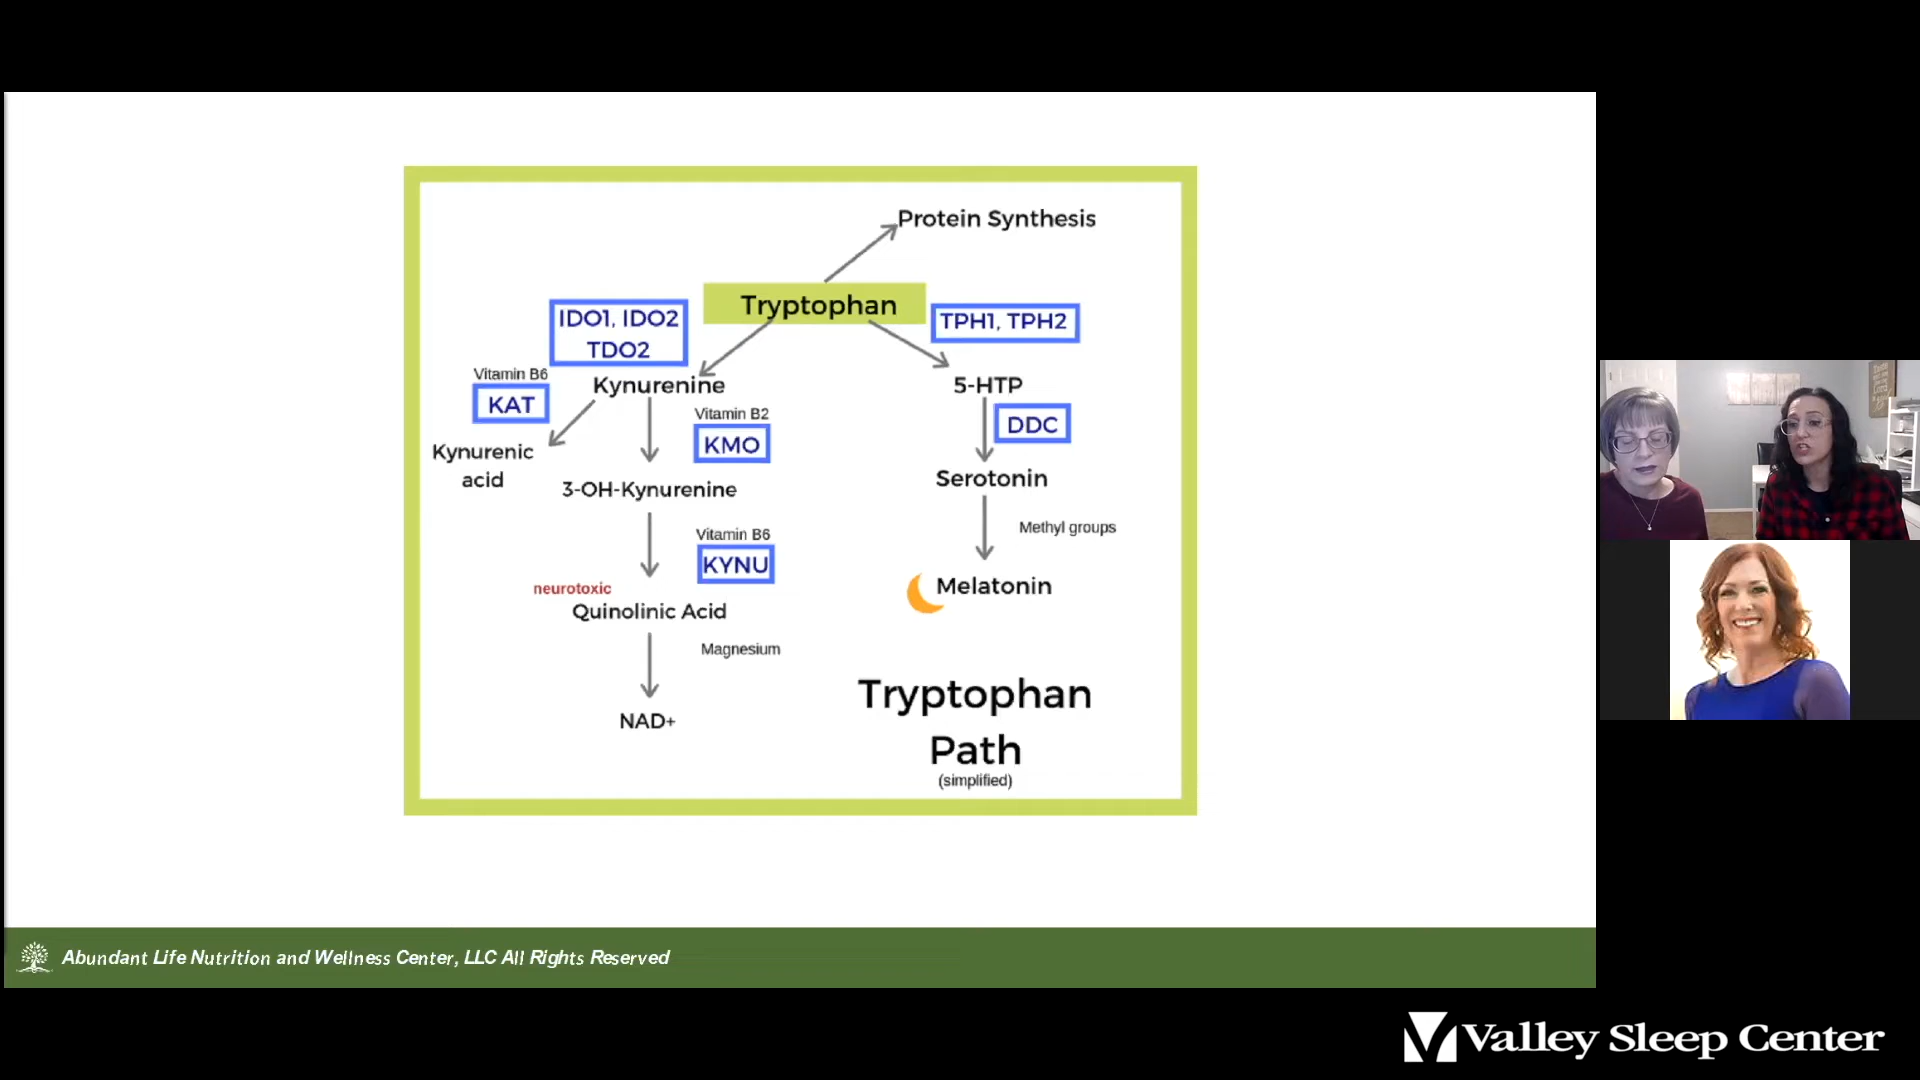 Protein Synthesis
Tryptophan
IDO1, IDO2
TDO2
TPH1, TPH2
Vitamin B6
KAT
Kynurenine
5-HTP
Vitamin B2
KMO
DDC
Kynurenic
acid
3-OH-Kynurenine
Serotonin
Methyl groups
Vitamin B6
KYNU
neurotoxic
Quinolinic Acid
Melatonin
Magnesium
NAD+
Tryptophan
Path
(simplified)
Abundant Life Nutrition and Wellness Center, LLC All Rights Reserved
Valley Sleep Center